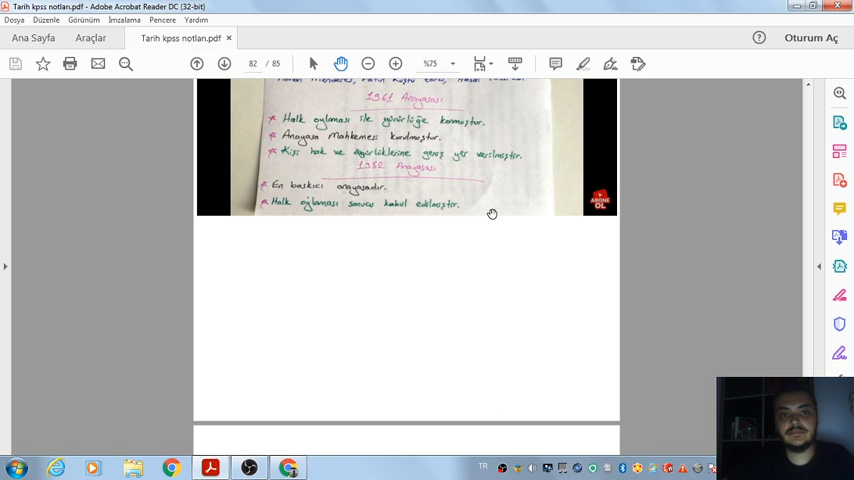 Tarih kpss notları.pdf - Adobe Acrobat Reader DC (32-bit)
Dosya Düzenle Görünüm İmzalama Pencere Yardım
Ana Sayfa Araçlar Tarih kpss notları.pdf × Oturum Aç
82 / 85 %75
1961 Anayasası
* Halk oylaması ile yürürlüğe konmuştur.
* Anayasa Mahkemesi kurulmuştur.
* Kişi hak ve özgürlüklerine geniş yer verilmiştir.
1982 Anayasası
* En baskıcı anayasadır.
* Halk oylaması sonucu kabul edilmiştir.
ABONE
OL
TR